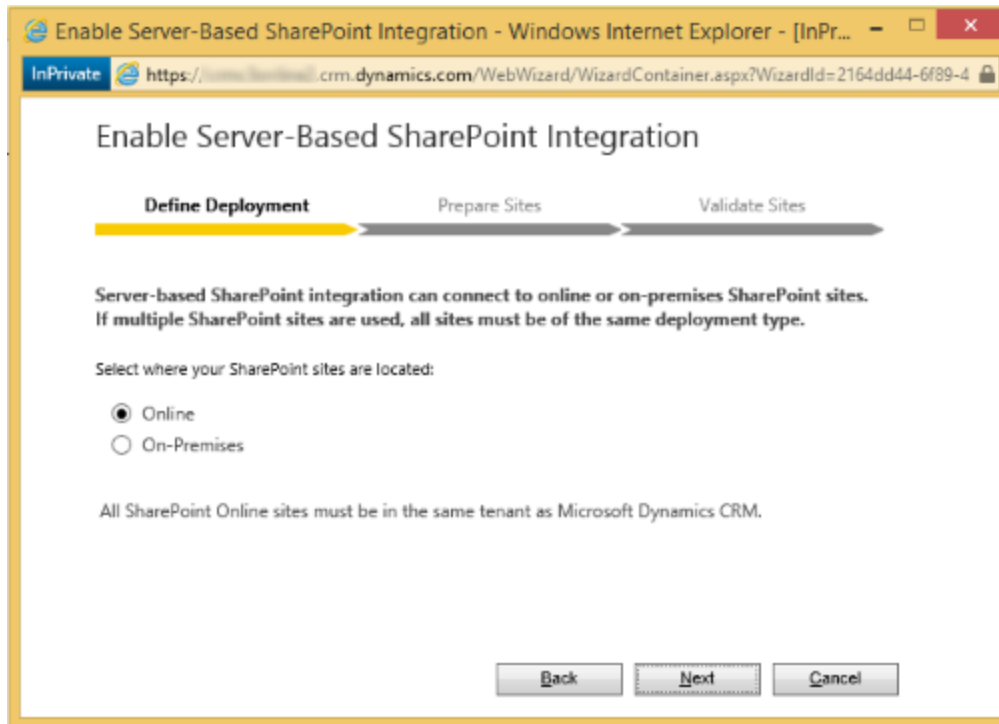 Enable Server-Based SharePoint Integration - Windows Internet Explorer - [InPr...
InPrivate https:/ .crm.dynamics.com/WebWizard/WizardContainer.aspx?WizardId=2164dd44-6f89-4
Enable Server-Based SharePoint Integration
Define Deployment Prepare Sites Validate Sites
Server-based SharePoint integration can connect to online or on-premises SharePoint sites.
If multiple SharePoint sites are used, all sites must be of the same deployment type.
Select where your SharePoint sites are located:
Online
On-Premises
All SharePoint Online sites must be in the same tenant as Microsoft Dynamics CRM.
Back Next Cancel